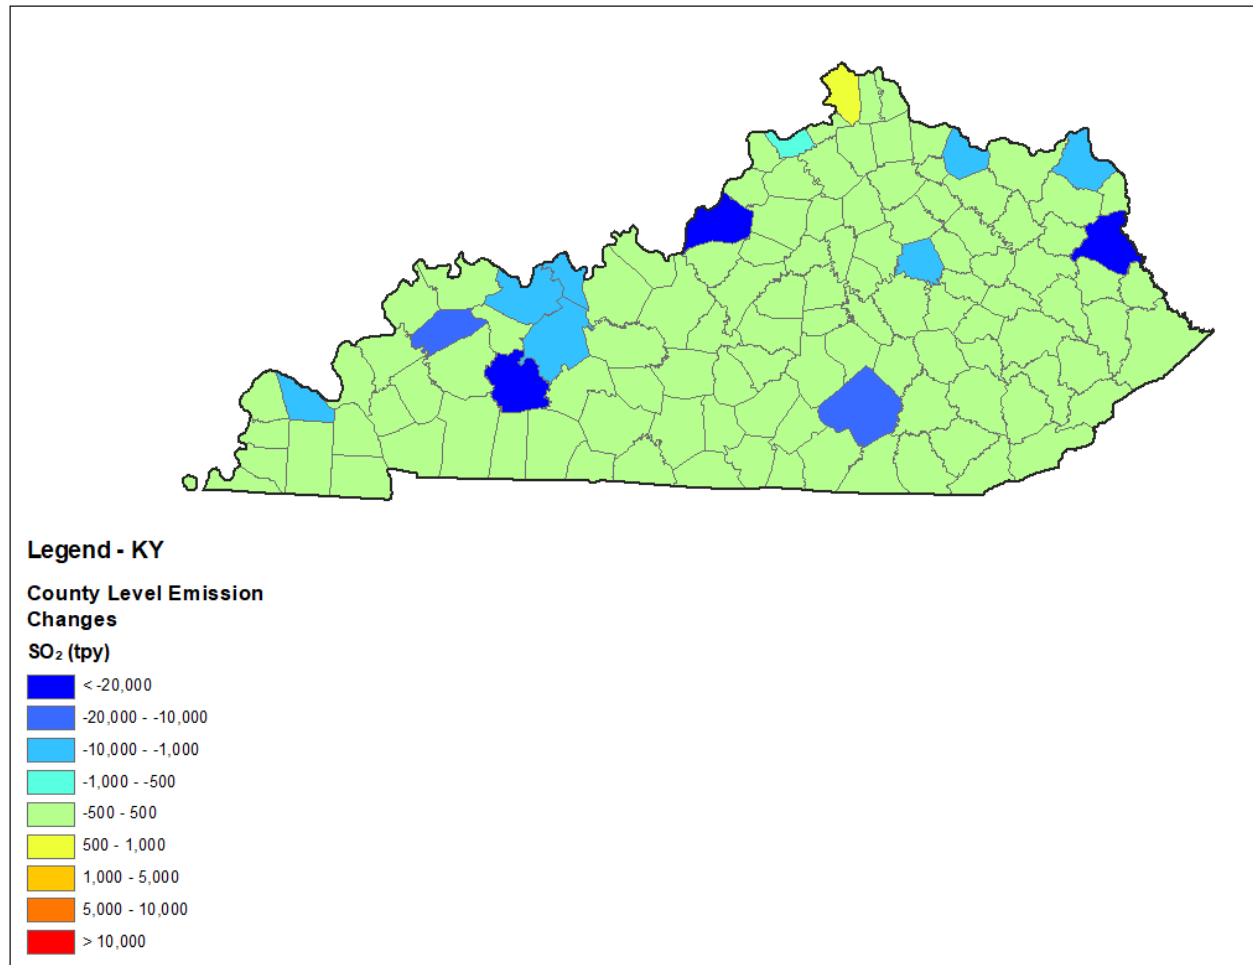 Legend - KY
County Level Emission
Changes
SO₂ (tpy)
< -20,000
-20,000 - -10,000
-10,000 - -1,000
-1,000 - -500
-500 - 500
500 - 1,000
1,000 - 5,000
5,000 - 10,000
> 10,000